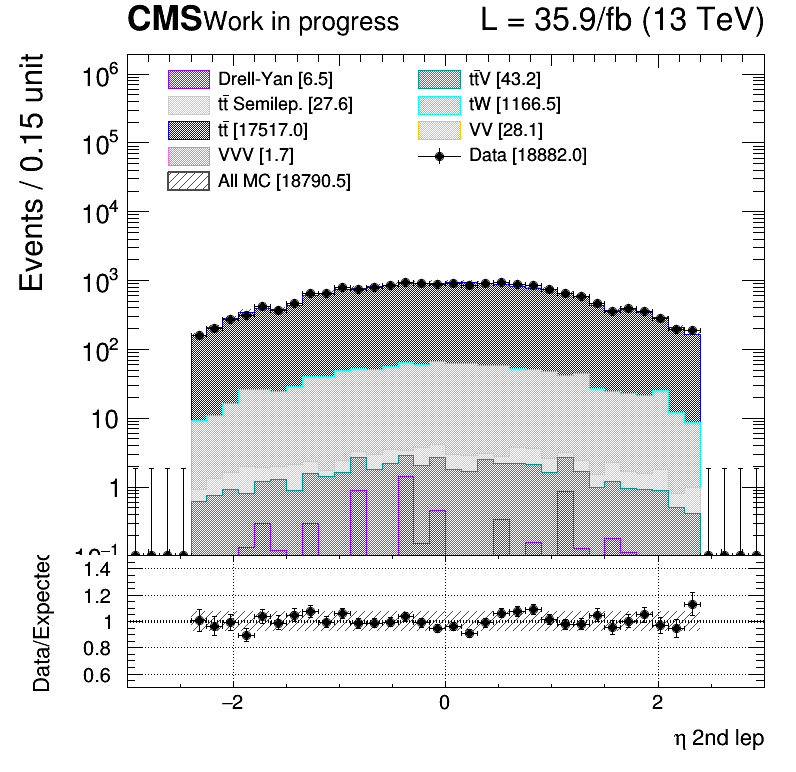 CMS Work in progress L = 35.9/fb (13 TeV)
Events / 0.15 unit
Drell-Yan [6.5]
tt̄ Semilep. [27.6]
tt̄ [17517.0]
VVV [1.7]
All MC [18790.5]
tt̄V [43.2]
tW [1166.5]
VV [28.1]
Data [18882.0]
10⁶
10⁵
10⁴
10³
10²
10
1
10⁻¹
Data/Expected
1.4
1.2
1
0.8
0.6
−2 0 2
η 2nd lep